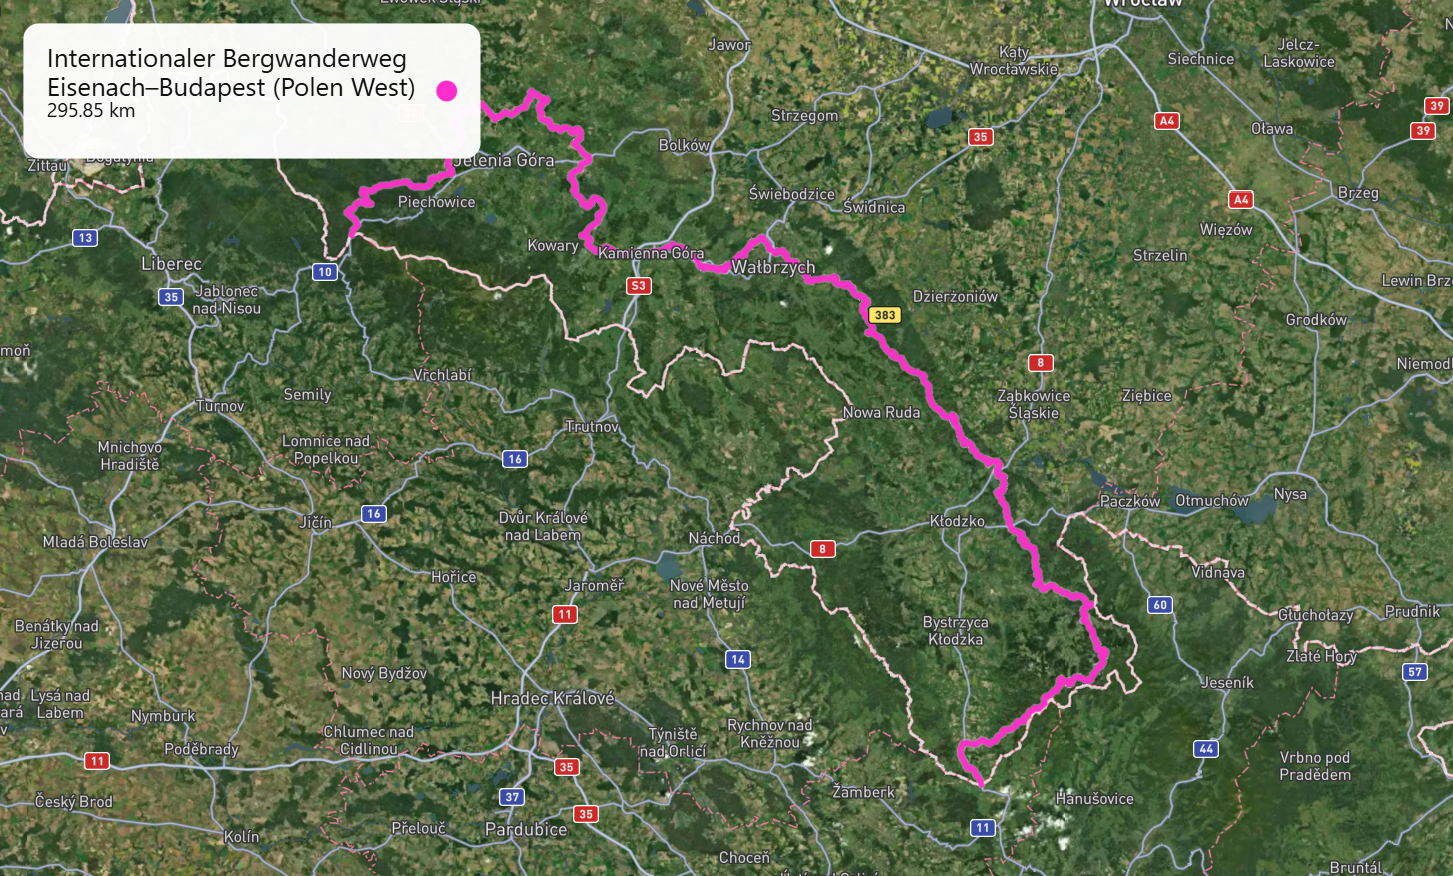 Internationaler Bergwanderweg
Eisenach–Budapest (Polen West)
295.85 km
Wrocław
Jawor
Kąty
Wrocławskie
Siechnice
Jelcz-
Laskowice
39
39
Strzegom
A4
Oława
35
Bolków
Zittau
Jelenia Góra
Świebodzice
Świdnica
A4
Brzeg
Piechowice
Więzów
13
Kowary
Kamienna Góra
Strzelin
Liberec
10
Wałbrzych
Lewin Brz
35
Jablonec
nad Nisou
S3
Dzierżoniów
383
Grodków
moň
8
Niemodl
Vrchlabí
Semily
Turnov
Nowa Ruda
Ząbkowice
Śląskie
Ziębice
Trutnov
Mnichovo
Hradiště
Lomnice nad
Popelkou
16
16
Jičín
Dvůr Králové
nad Labem
Náchod
Kłodzko
Paczków
Otmuchów
Nysa
Mladá Boleslav
8
Hořice
Jaroměř
Nové Město
nad Metují
Vidnava
11
60
Głuchołazy
Prudnik
Benátky nad
Jizerou
Bystrzyca
Kłodzka
14
Zlaté Hory
57
Nový Bydžov
Jeseník
Lysá nad
Labem
Hradec Králové
Nymburk
Poděbrady
Chlumec nad
Cidlinou
Týniště
nad Orlicí
Rychnov nad
Kněžnou
44
11
35
Vrbno pod
Pradědem
37
35
Žamberk
Hanušovice
Český Brod
Kolín
Přelouč
Pardubice
11
Choceň
Bruntál